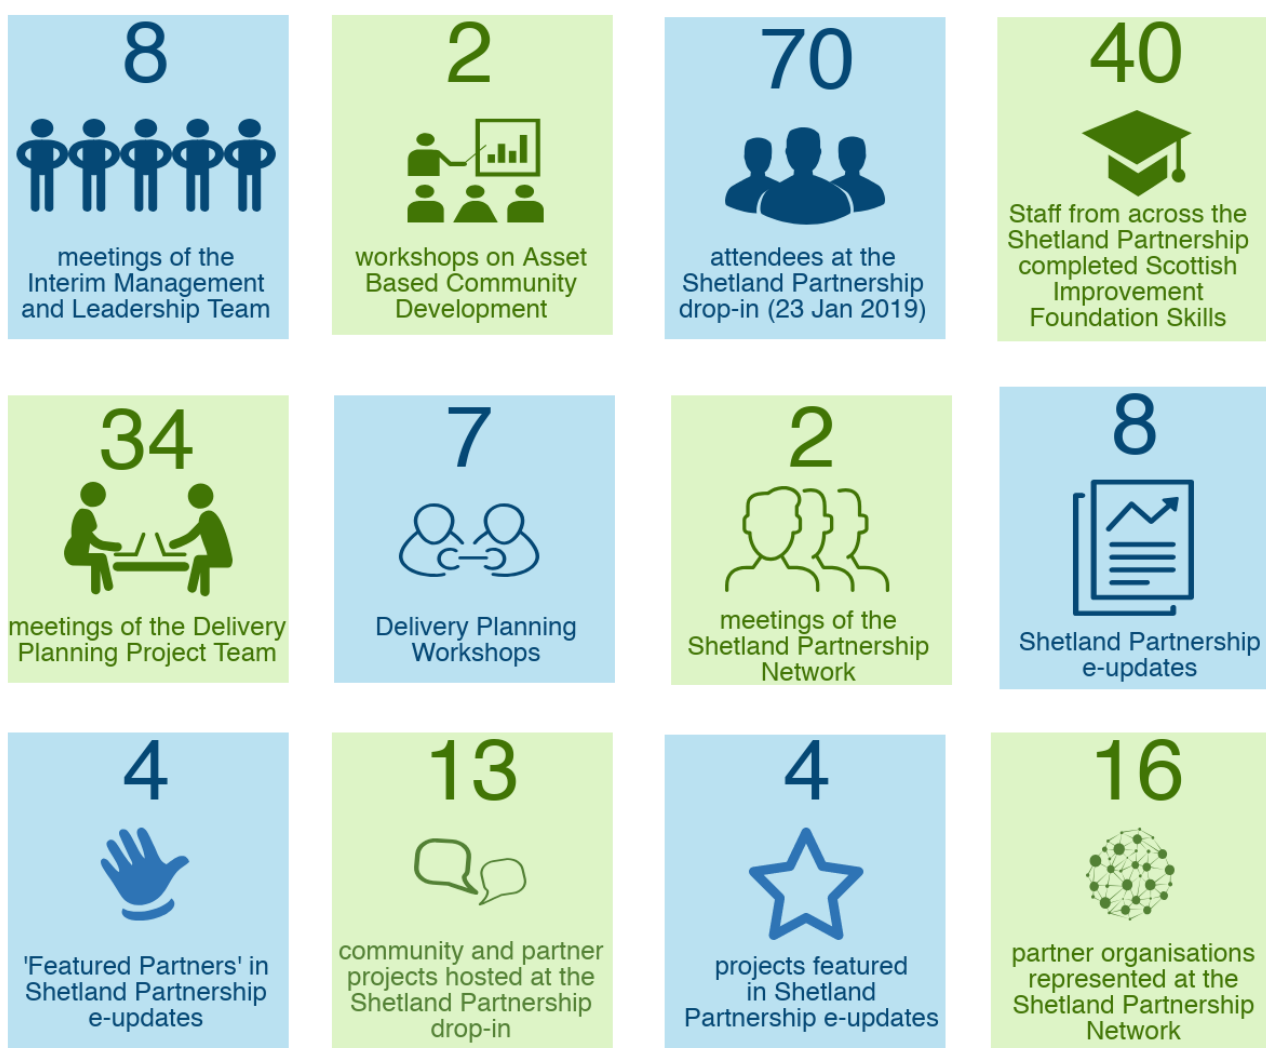 8
meetings of the
Interim Management
and Leadership Team
2
workshops on Asset
Based Community
Development
70
attendees at the
Shetland Partnership
drop-in (23 Jan 2019)
40
Staff from across the
Shetland Partnership
completed Scottish
Improvement
Foundation Skills
34
meetings of the Delivery
Planning Project Team
7
Delivery Planning
Workshops
2
meetings of the
Shetland Partnership
Network
8
Shetland Partnership
e-updates
4
'Featured Partners' in
Shetland Partnership
e-updates
13
community and partner
projects hosted at the
Shetland Partnership
drop-in
4
projects featured
in Shetland
Partnership e-updates
16
partner organisations
represented at the
Shetland Partnership
Network